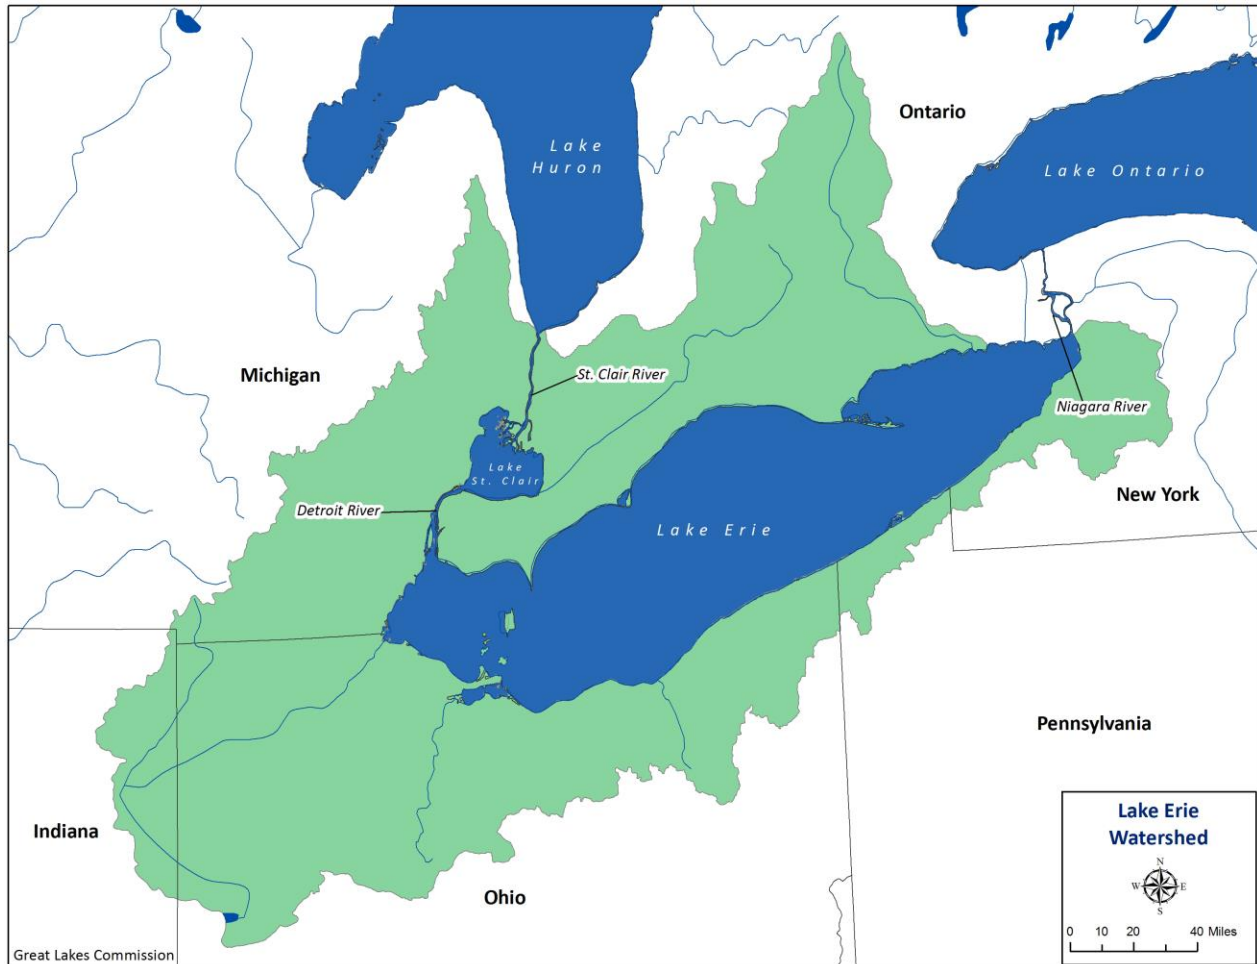 Ontario
Lake
Huron
Lake Ontario
Michigan
St. Clair River
Niagara River
Lake
St. Clair
New York
Detroit River
Lake Erie
Pennsylvania
Indiana
Ohio
Lake Erie
Watershed
N
W
E
S
0 10 20 40 Miles
Great Lakes Commission